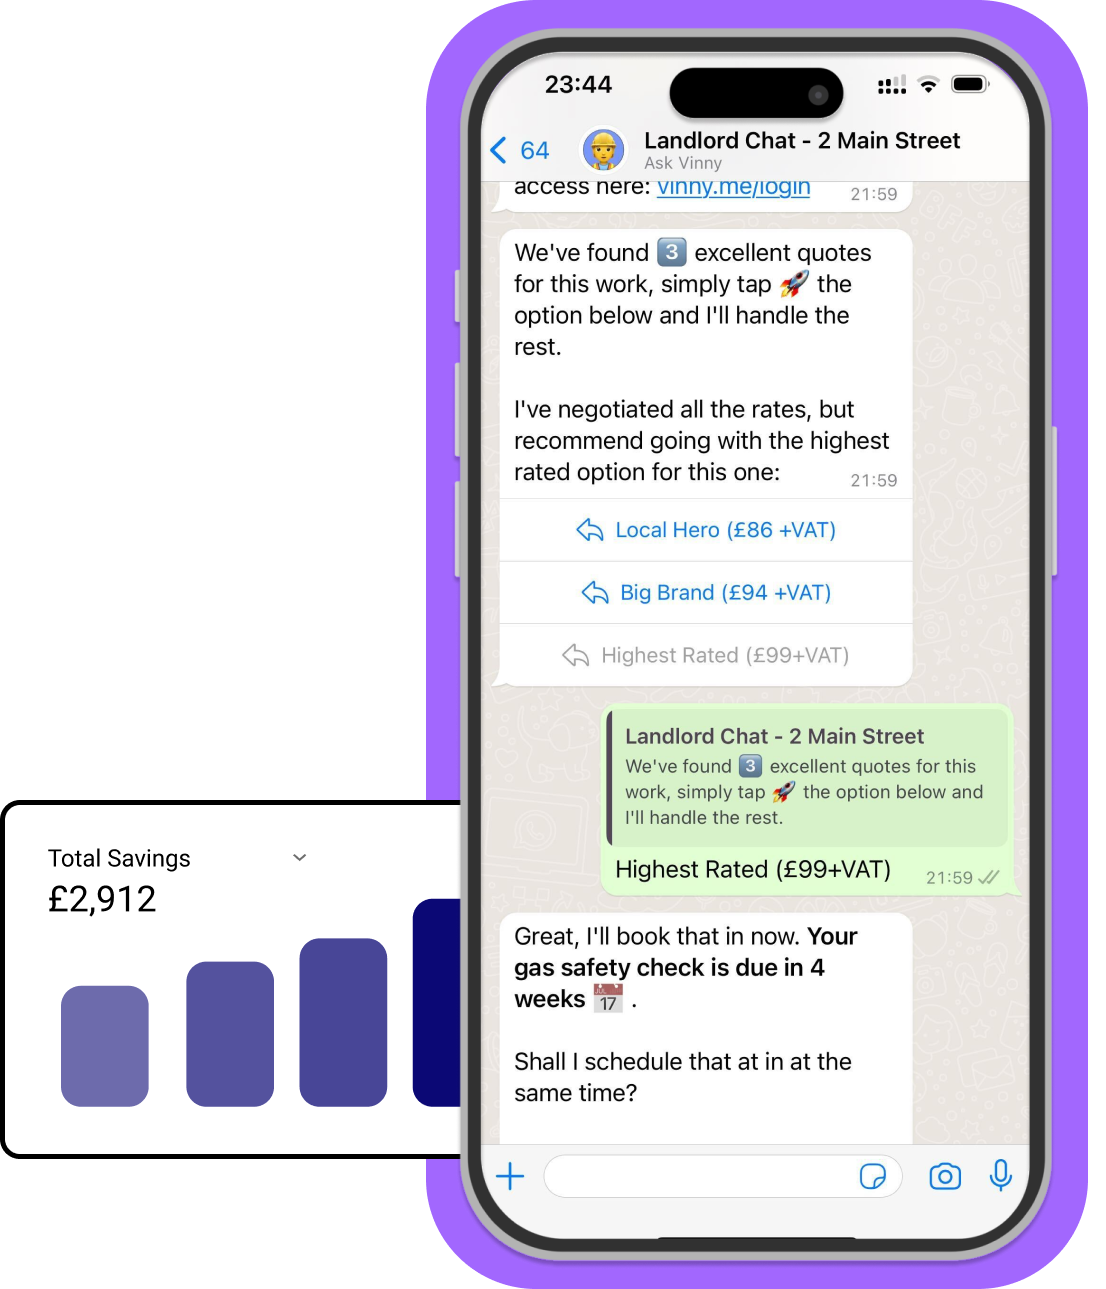 23:44
64
Landlord Chat - 2 Main Street
Ask Vinny
access here: vinny.me/login
21:59
We've found 3 excellent quotes
for this work, simply tap 🚀 the
option below and I'll handle the
rest.
I've negotiated all the rates, but
recommend going with the highest
rated option for this one:
21:59
Local Hero (£86 +VAT)
Big Brand (£94 +VAT)
Highest Rated (£99+VAT)
Landlord Chat - 2 Main Street
We've found 3 excellent quotes for this
work, simply tap 🚀 the option below and
I'll handle the rest.
Highest Rated (£99+VAT)
21:59
Great, I'll book that in now. Your
gas safety check is due in 4
weeks 📅 17 .
Shall I schedule that at in at the
same time?
Total Savings
£2,912